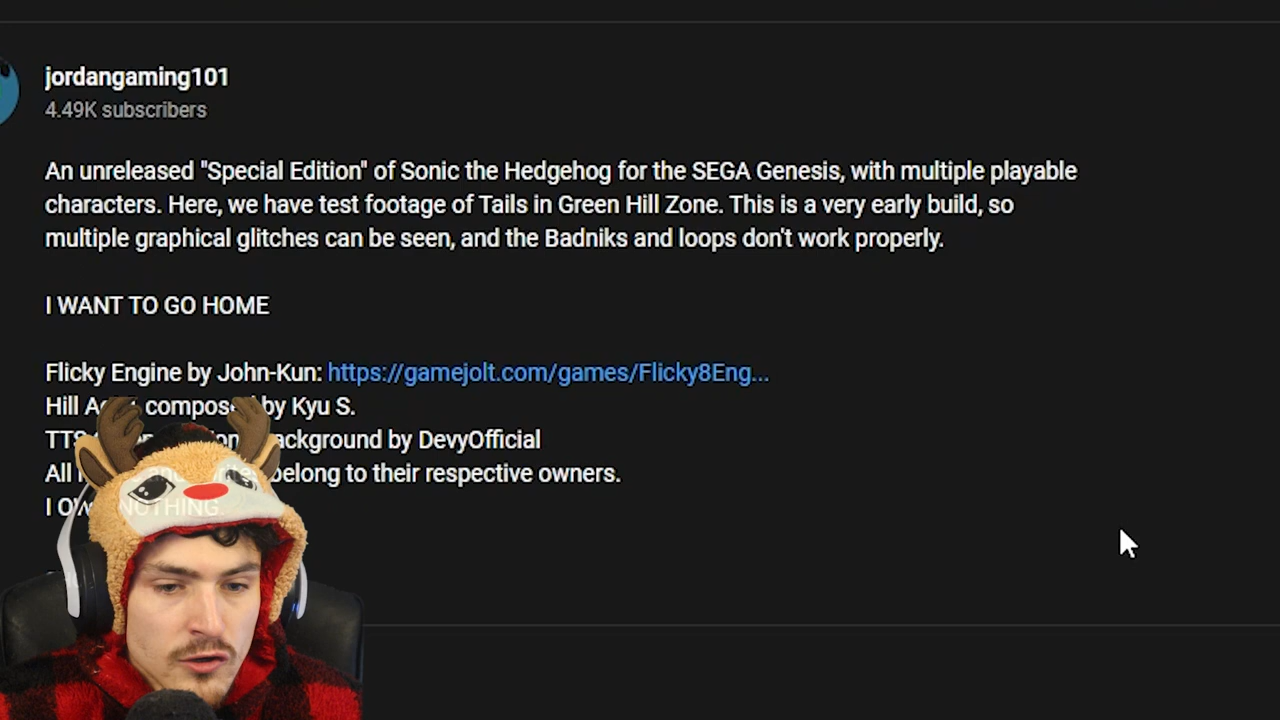 jordangaming101
4.49K subscribers
An unreleased "Special Edition" of Sonic the Hedgehog for the SEGA Genesis, with multiple playable
characters. Here, we have test footage of Tails in Green Hill Zone. This is a very early build, so
multiple graphical glitches can be seen, and the Badniks and loops don't work properly.
I WANT TO GO HOME
Flicky Engine by John-Kun: https://gamejolt.com/games/Flicky8Eng...
Hill composed by Kyu S.
background by DevyOfficial
All belong to their respective owners.
I NOTHING.